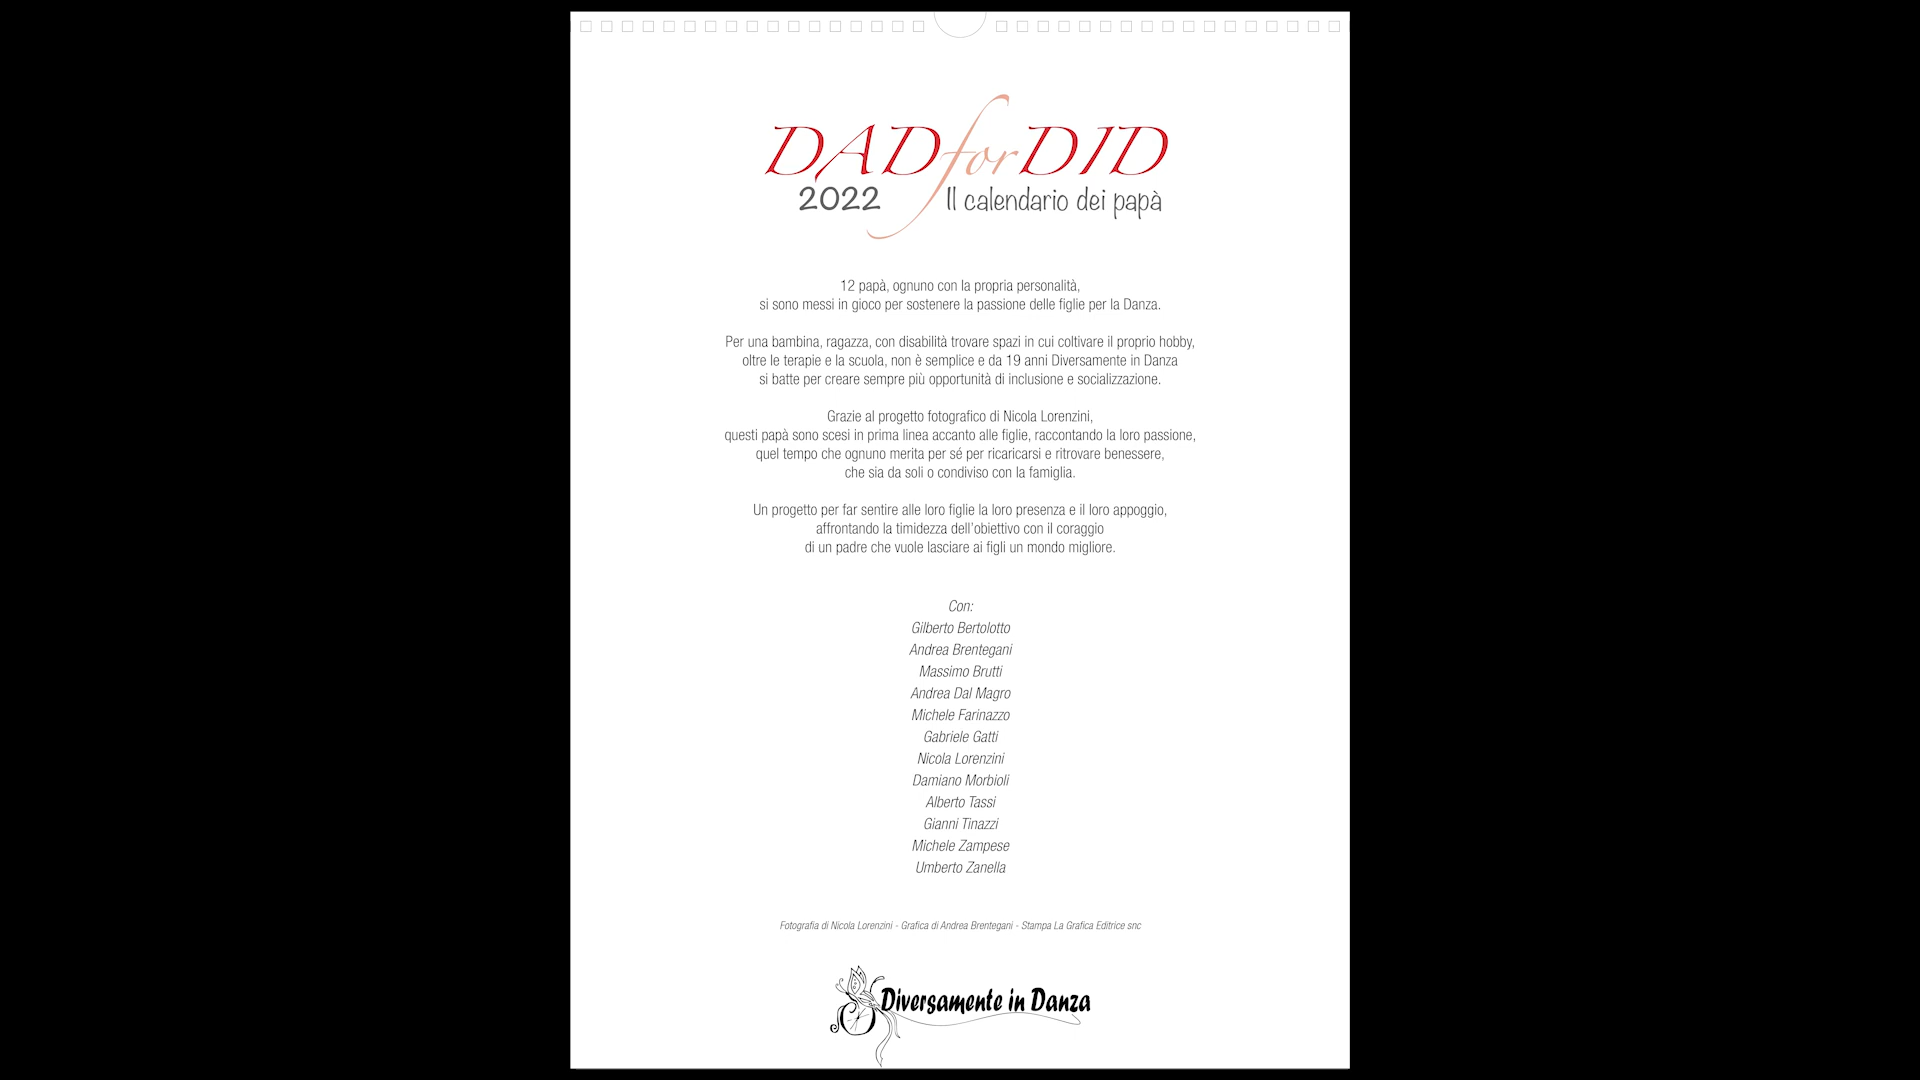 DAD for DID
2022 Il calendario dei papà
12 papà, ognuno con la propria personalità,
si sono messi in gioco per sostenere la passione delle figlie per la Danza.
Per una bambina, ragazza, con disabilità trovare spazi in cui coltivare il proprio hobby,
oltre le terapie e la scuola, non è semplice e da 19 anni Diversamente in Danza
si batte per creare sempre più opportunità di inclusione e socializzazione.
Grazie al progetto fotografico di Nicola Lorenzini,
questi papà sono scesi in prima linea accanto alle figlie, raccontando la loro passione,
quel tempo che ognuno merita per sé per ricaricarsi e ritrovare benessere,
che sia da soli o condiviso con la famiglia.
Un progetto per far sentire alle loro figlie la loro presenza e il loro appoggio,
affrontando la timidezza dell'obiettivo con il coraggio
di un padre che vuole lasciare ai figli un mondo migliore.
Con:
Gilberto Bertolotto
Andrea Brentegani
Massimo Brutti
Andrea Dal Magro
Michele Farinazzo
Gabriele Gatti
Nicola Lorenzini
Damiano Morbioli
Alberto Tassi
Gianni Tinazzi
Michele Zampese
Umberto Zanella
Fotografia di Nicola Lorenzini - Grafica di Andrea Brentegani - Stampa La Grafica Editrice snc
Diversamente in Danza